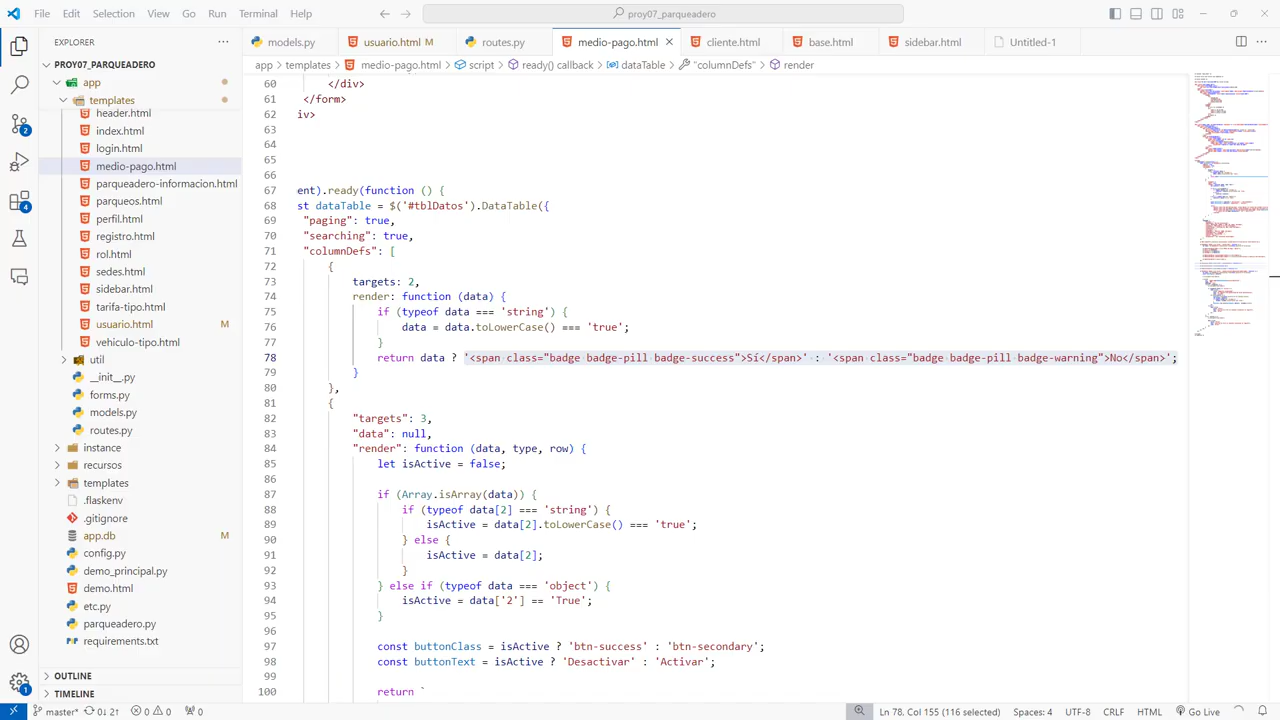 File Edit Selection View Go Run Terminal Help
proy07_parqueadero
EXPLORER
models.py
usuario.html M
routes.py
medio-pago.html
cliente.html
base.html
sidebar.html
Untitled-1
app > templates > medio-pago.html > script > ready() callback > dataTable > "columnDefs" > render
PROY07_PARQUEADERO
app
templates
header.html
index.html
login.html
medio-pago.html
parqueadero-informacion.html
parqueos.html
perfil.html
registro.html
sede.html
sedes.html
sidebar.html
tarifa-tipo.html
usuario.html M
vehiculo-tipo.html
util
__init__.py
forms.py
models.py
routes.py
instance
recursos
templates
.flaskenv
.gitignore
app.db M
config.py
demo_principal.py
demo.html
etc.py
parqueadero.py
requirements.txt
OUTLINE
TIMELINE
60 </div>
61 </form>
62 iv>
63
64
65
66
67 ent).ready(function () {
68 st dataTable = $('#tblDatos').DataT {
69 "paging": true,
70 "searching": true,
71 "columnDefs": [
targets: 2,
74 render: function (data)
75 if (typeof data === {
76 data = data.toLowerCase() === 'true';
77 }
78 return data ? '<span class="badge badge-pill badge-success">Sí</span>' : '<span class="badge badge-pill badge-warning">No</span>';
79 }
80 },
81 {
82 "targets": 3,
83 "data": null,
84 "render": function (data, type, row) {
85 let isActive = false;
86
87 if (Array.isArray(data)) {
88 if (typeof data[2] === 'string') {
89 isActive = data[2].toLowerCase() === 'true';
90 } else {
91 isActive = data[2];
92 }
93 } else if (typeof data === 'object') {
94 isActive = data['2'] == 'True';
95 }
96
97 const buttonClass = isActive ? 'btn-success' : 'btn-secondary';
98 const buttonText = isActive ? 'Desactivar' : 'Activar';
99
100 return `
master* 0↓ 2↑ 0 0 0
Ln 78, Col 155 (116 selected) Spaces: 4 UTF-8 CRLF HTML Go Live